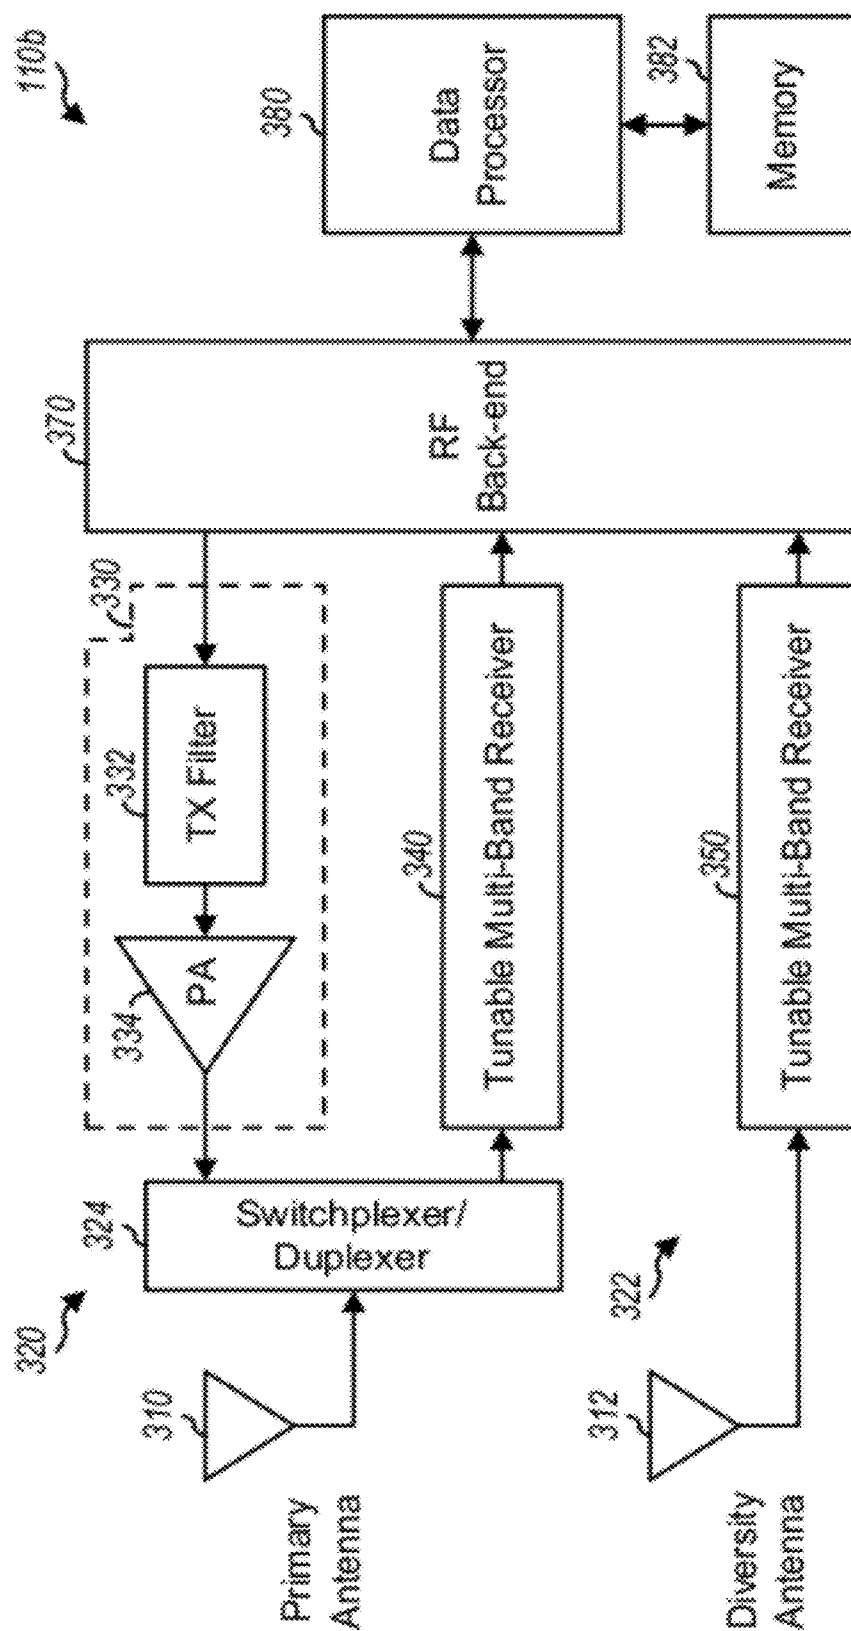 110b
320
324
334
332
330
370
380
310
PA
TX Filter
Data
Processor
Primary
Antenna
Switchplexer/
Duplexer
RF
Back-end
340
Tunable Multi-Band Receiver
382
Memory
322
312
350
Diversity
Antenna
Tunable Multi-Band Receiver